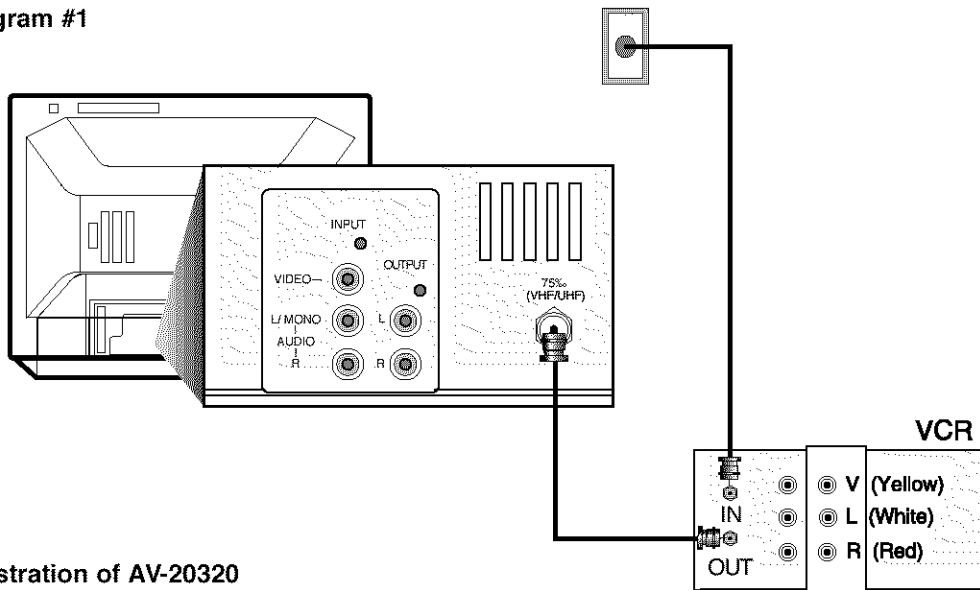 gram #1
INPUT
VIDEO
OUTPUT
L/ MONO
L
AUDIO
R
R
75‰
(VHF/UHF)
VCR
V (Yellow)
IN
L (White)
R (Red)
OUT
stration of AV-20320